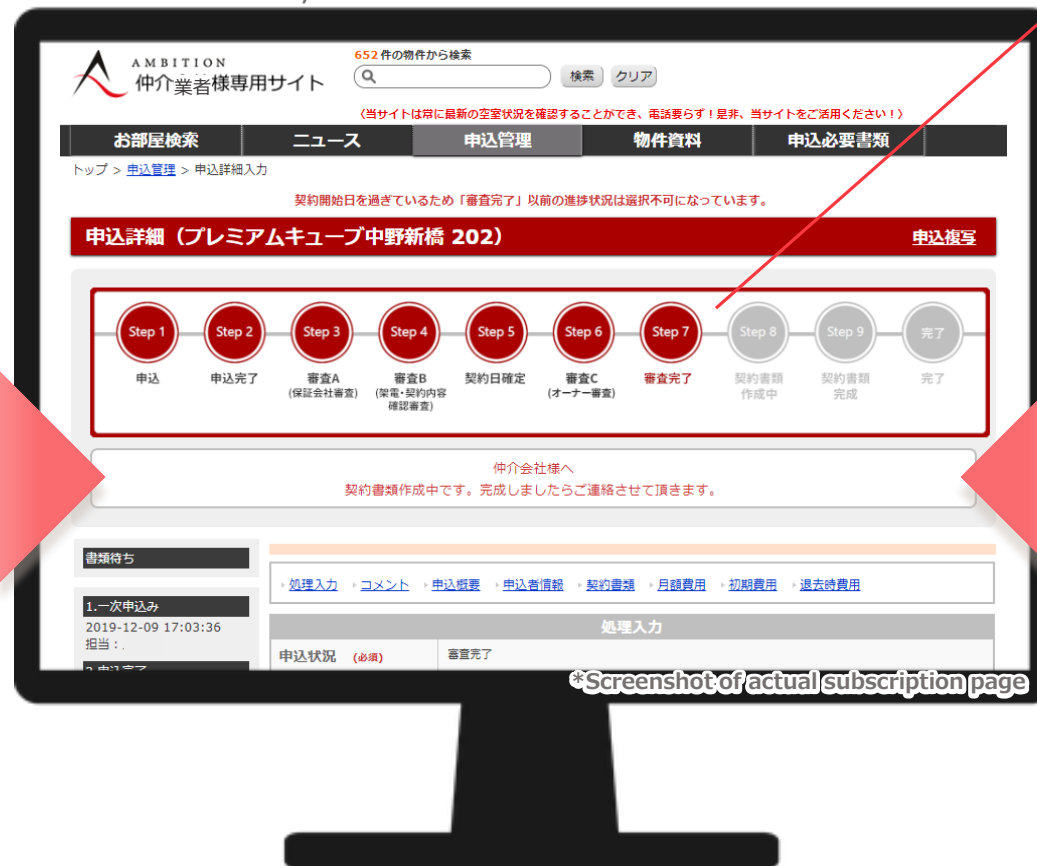 AMBITION
仲介業者様専用サイト
652件の物件から検索
検索 クリア
〈当サイトは常に最新の空室状況を確認することができ、電話要らず！是非、当サイトをご活用ください！〉
お部屋検索 ニュース 申込管理 物件資料 申込必要書類
トップ > 申込管理 > 申込詳細入力
契約開始日を過ぎているため「審査完了」以前の進捗状況は選択不可になっています。
申込詳細（プレミアムキューブ中野新橋 202） 申込複写
Step 1 Step 2 Step 3 Step 4 Step 5 Step 6 Step 7 Step 8 Step 9 完了
申込 申込完了 審査A 審査B 契約日確定 審査C 審査完了 契約書類 契約書類 完了
(保証会社審査) (架電・契約内容 (オーナー審査) 作成中 完成
確認審査)
仲介会社様へ
契約書類作成中です。完成しましたらご連絡させて頂きます。
書類待ち
› 処理入力 › コメント › 申込概要 › 申込者情報 › 契約書類 › 月額費用 › 初期費用 › 退去時費用
1.一次申込み
2019-12-09 17:03:36
担当：.
処理入力
申込状況 (必須) 審査完了
*Screenshot of actual subscription page